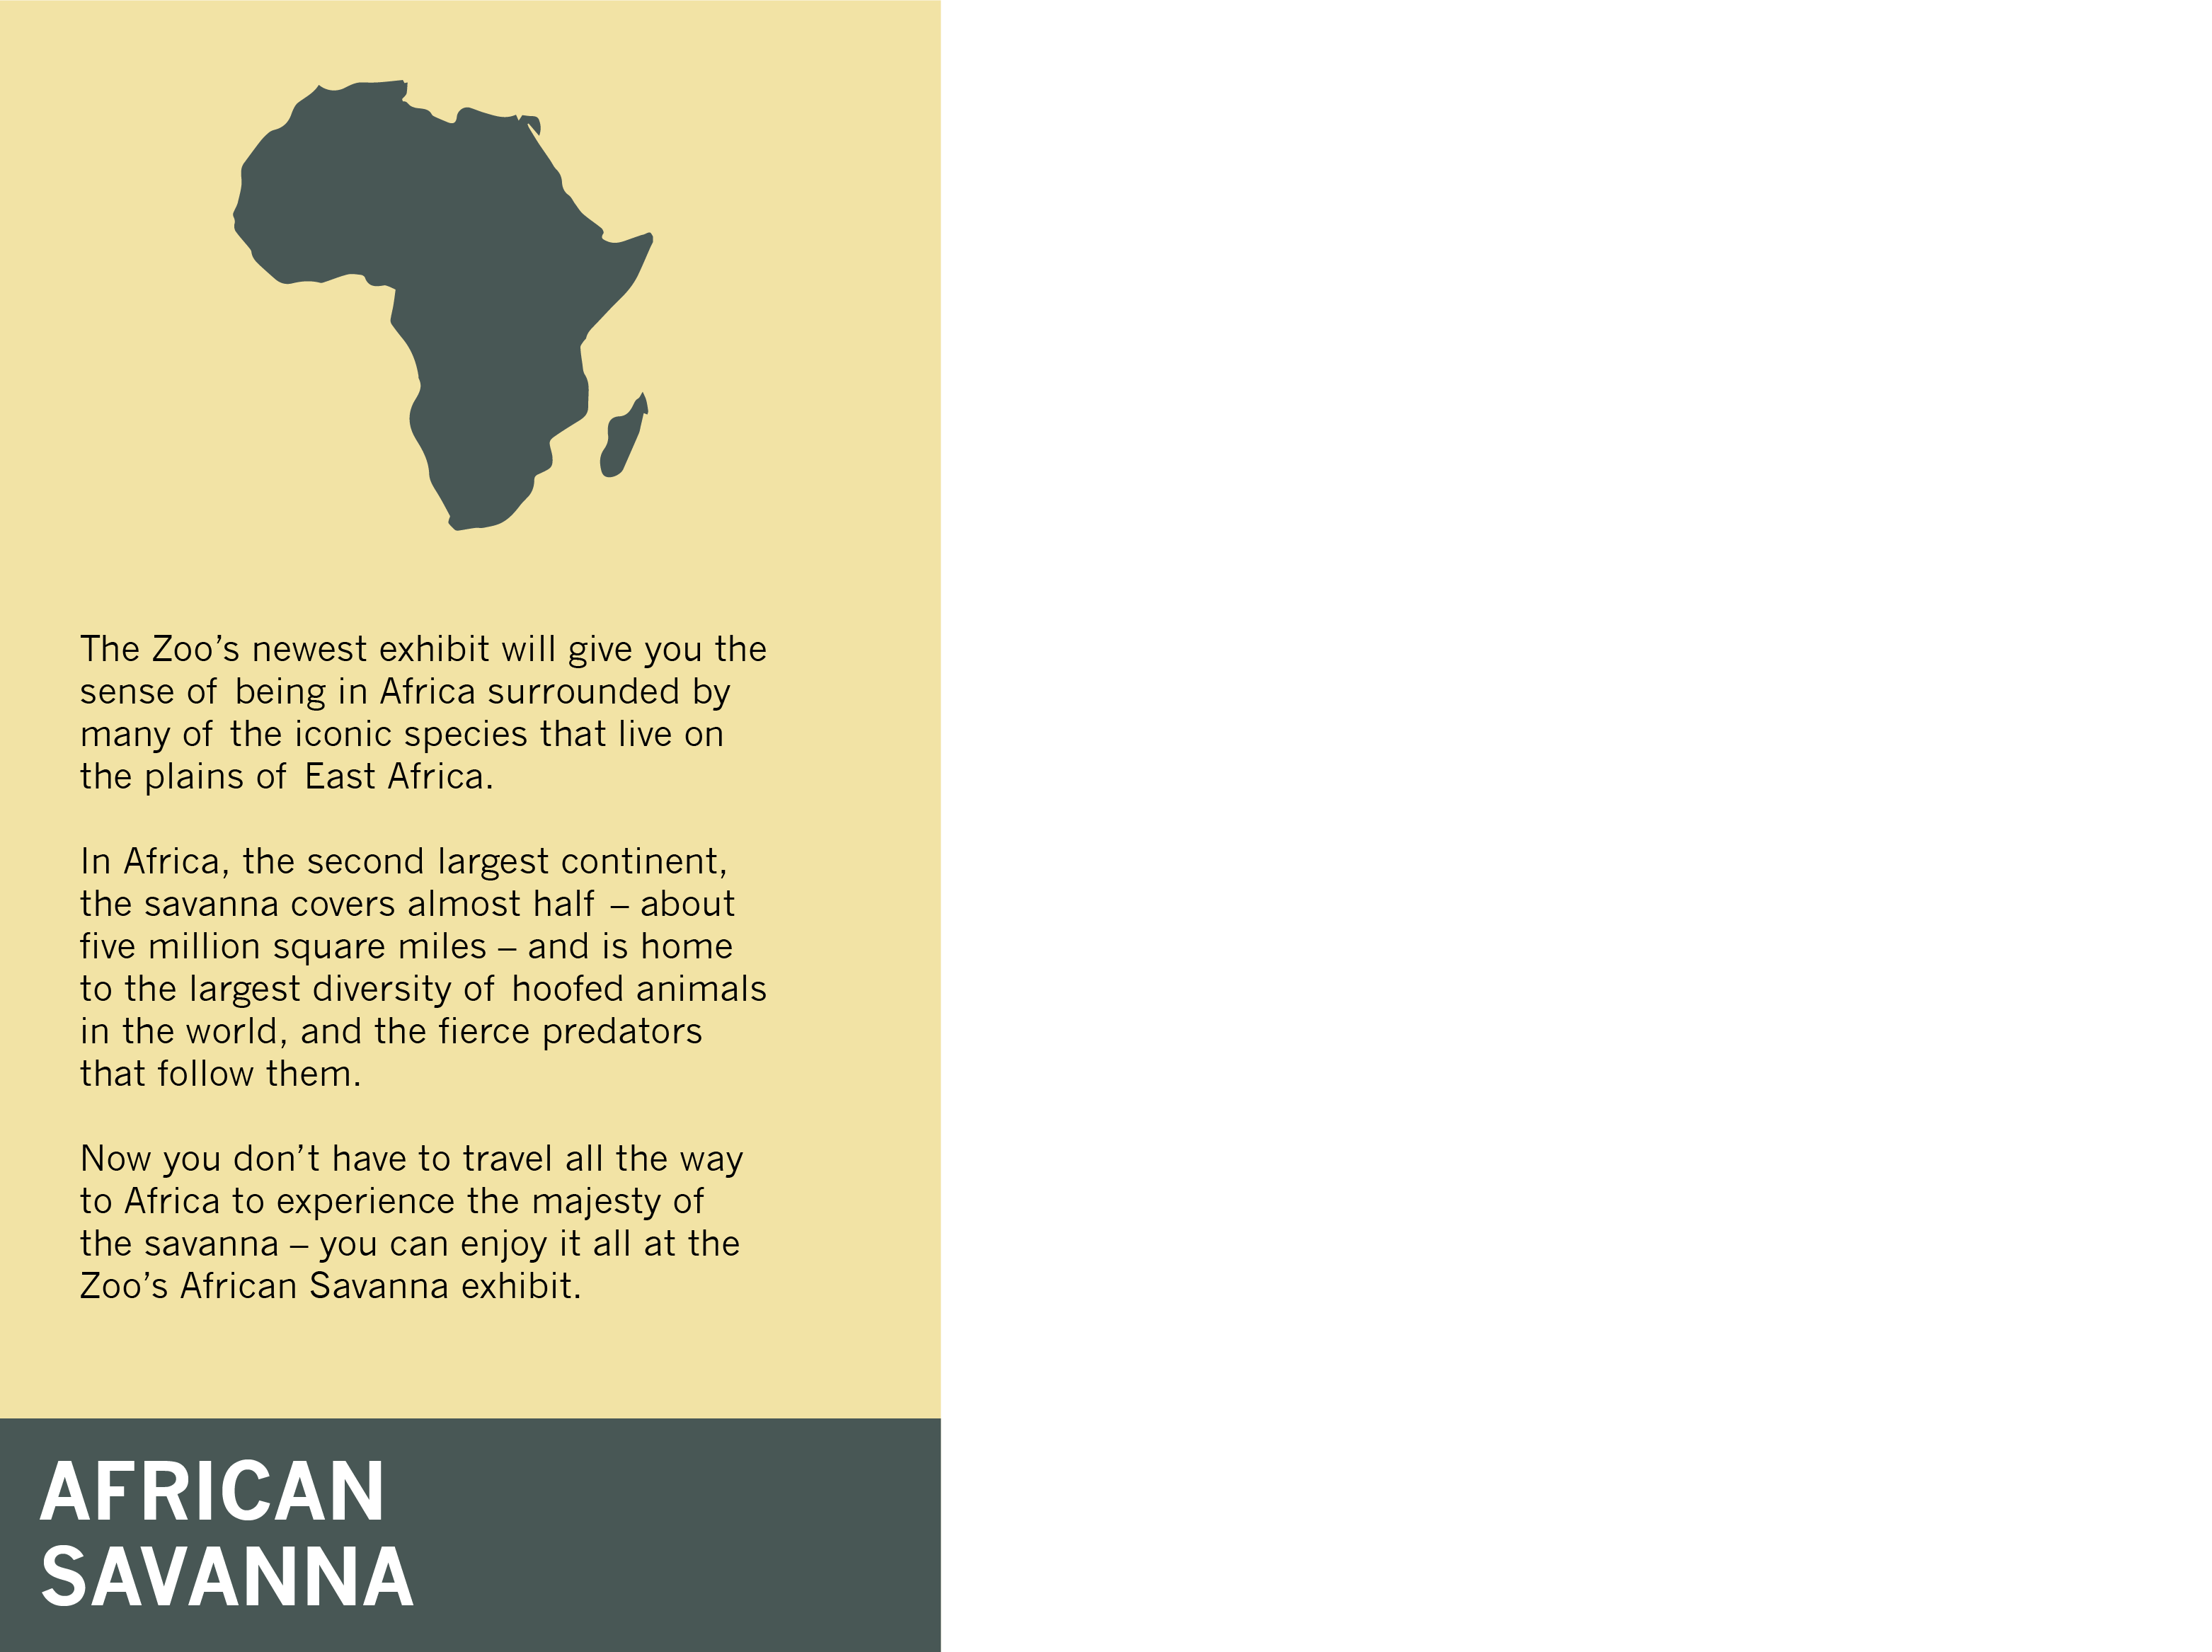 The Zoo’s newest exhibit will give you the
sense of being in Africa surrounded by
many of the iconic species that live on
the plains of East Africa.
In Africa, the second largest continent,
the savanna covers almost half – about
five million square miles – and is home
to the largest diversity of hoofed animals
in the world, and the fierce predators
that follow them.
Now you don’t have to travel all the way
to Africa to experience the majesty of
the savanna – you can enjoy it all at the
Zoo’s African Savanna exhibit.
AFRICAN
SAVANNA